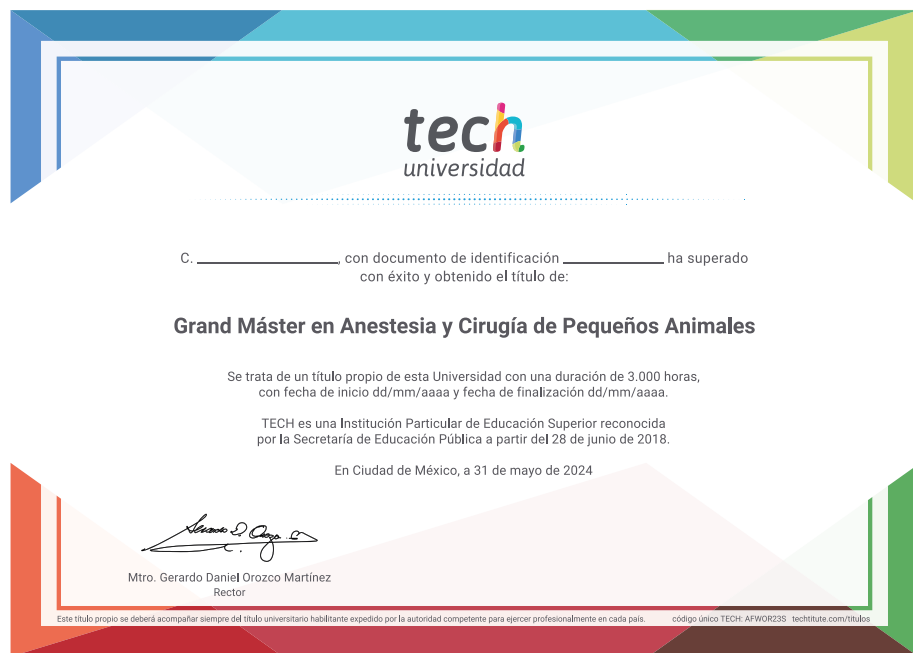 tech
universidad
C. ____________, con documento de identificación ____________ ha superado
con éxito y obtenido el título de:
Grand Máster en Anestesia y Cirugía de Pequeños Animales
Se trata de un título propio de esta Universidad con una duración de 3.000 horas,
con fecha de inicio dd/mm/aaaa y fecha de finalización dd/mm/aaaa.
TECH es una Institución Particular de Educación Superior reconocida
por la Secretaría de Educación Pública a partir del 28 de junio de 2018.
En Ciudad de México, a 31 de mayo de 2024
Mtro. Gerardo Daniel Orozco Martínez
Rector
Este título propio se deberá acompañar siempre del título universitario habilitante expedido por la autoridad competente para ejercer profesionalmente en cada país. código único TECH: AFWOR23S techtitute.com/titulos